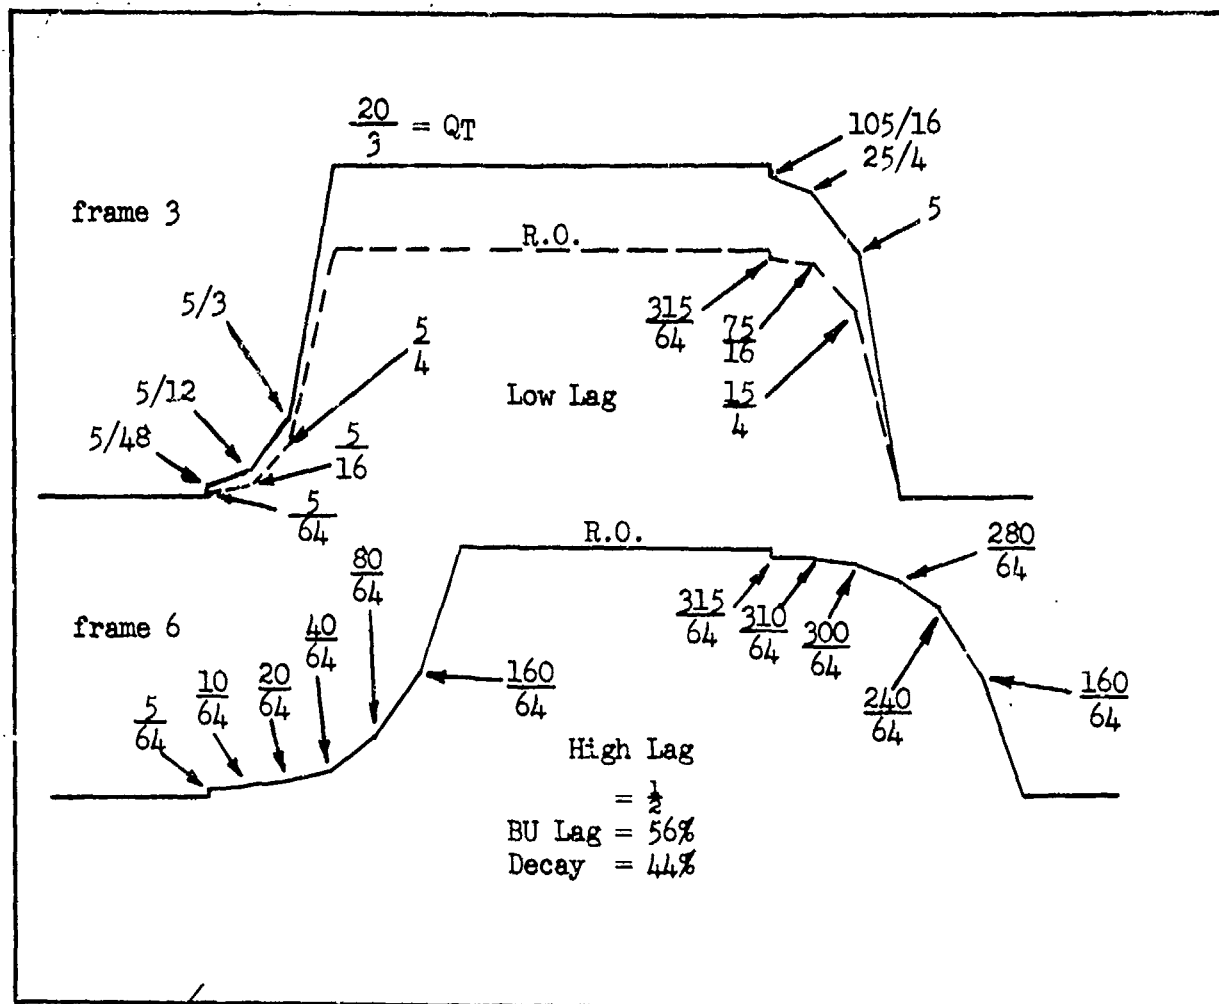 20/3 = QT
105/16
25/4
frame 3
5
R.O.
5/3
315/64
75/16
5/4
5/12
Low Lag
15/4
5/48
5/16
5/64
R.O.
280/64
80/64
frame 6
315/64
310/64
300/64
40/64
20/64
10/64
160/64
240/64
160/64
5/64
High Lag
= 1/2
BU Lag = 56%
Decay = 44%